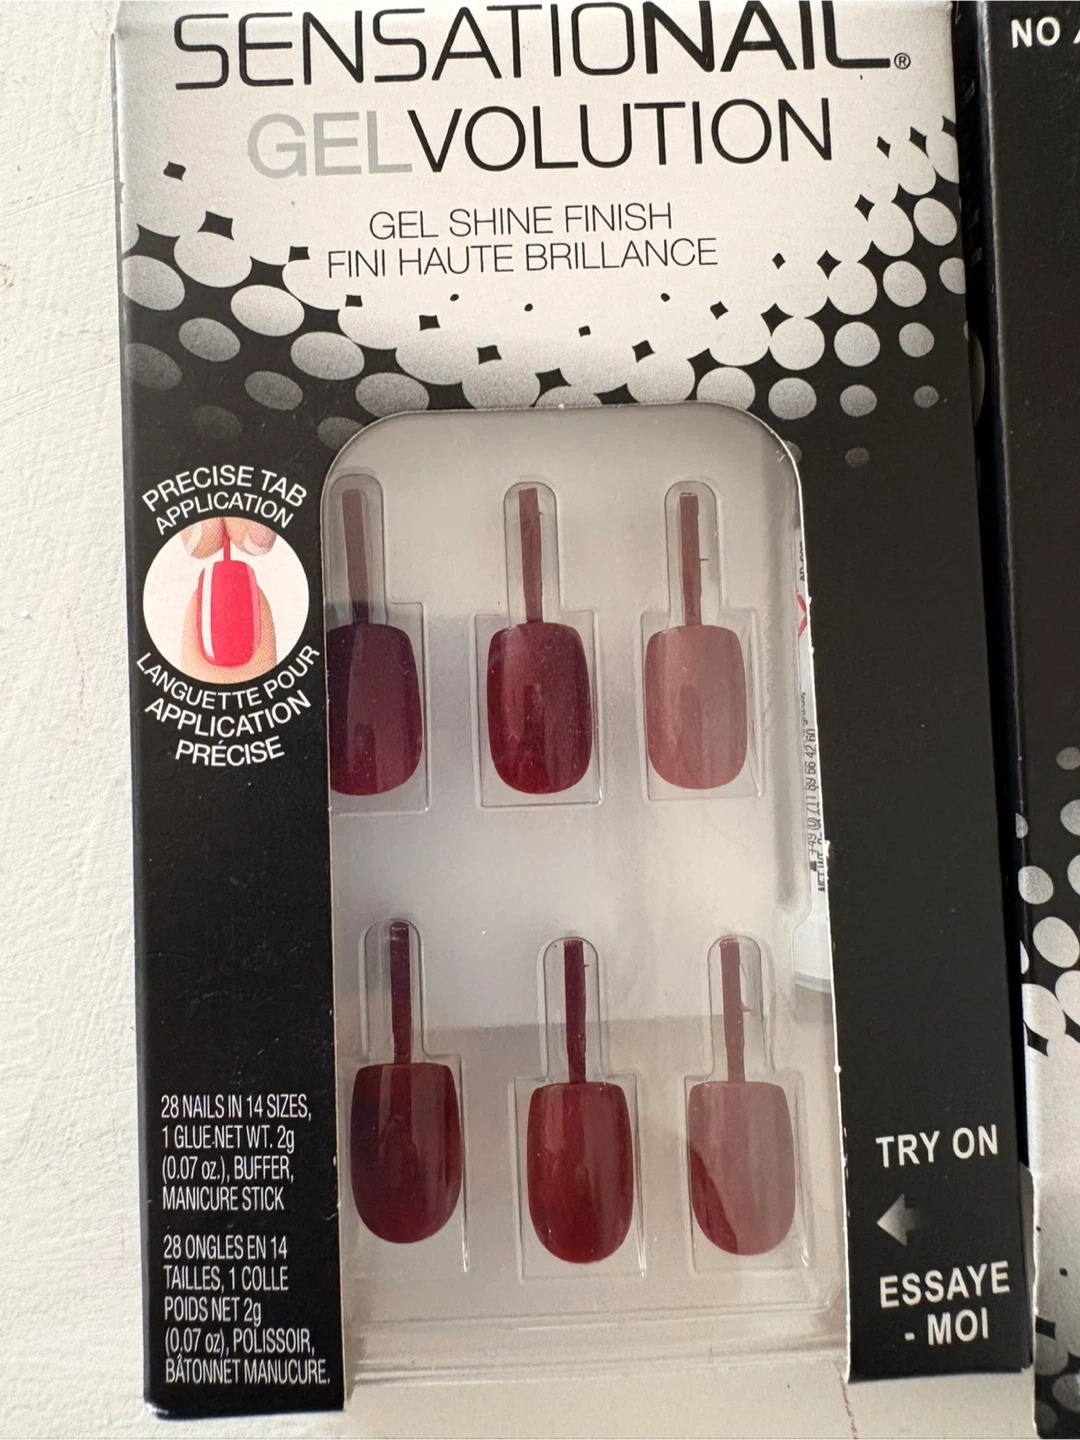 SENSATIONAIL®
GELVOLUTION
GEL SHINE FINISH
FINI HAUTE BRILLANCE
PRECISE TAB
APPLICATION
LANGUETTE POUR
APPLICATION
PRÉCISE
28 NAILS IN 14 SIZES,
1 GLUE-NET WT. 2g
(0.07 oz.), BUFFER,
MANICURE STICK
28 ONGLES EN 14
TAILLES, 1 COLLE
POIDS NET 2g
(0.07 oz), POLISSOIR,
BÂTONNET MANUCURE.
TRY ON
ESSAYE
- MOI
NO